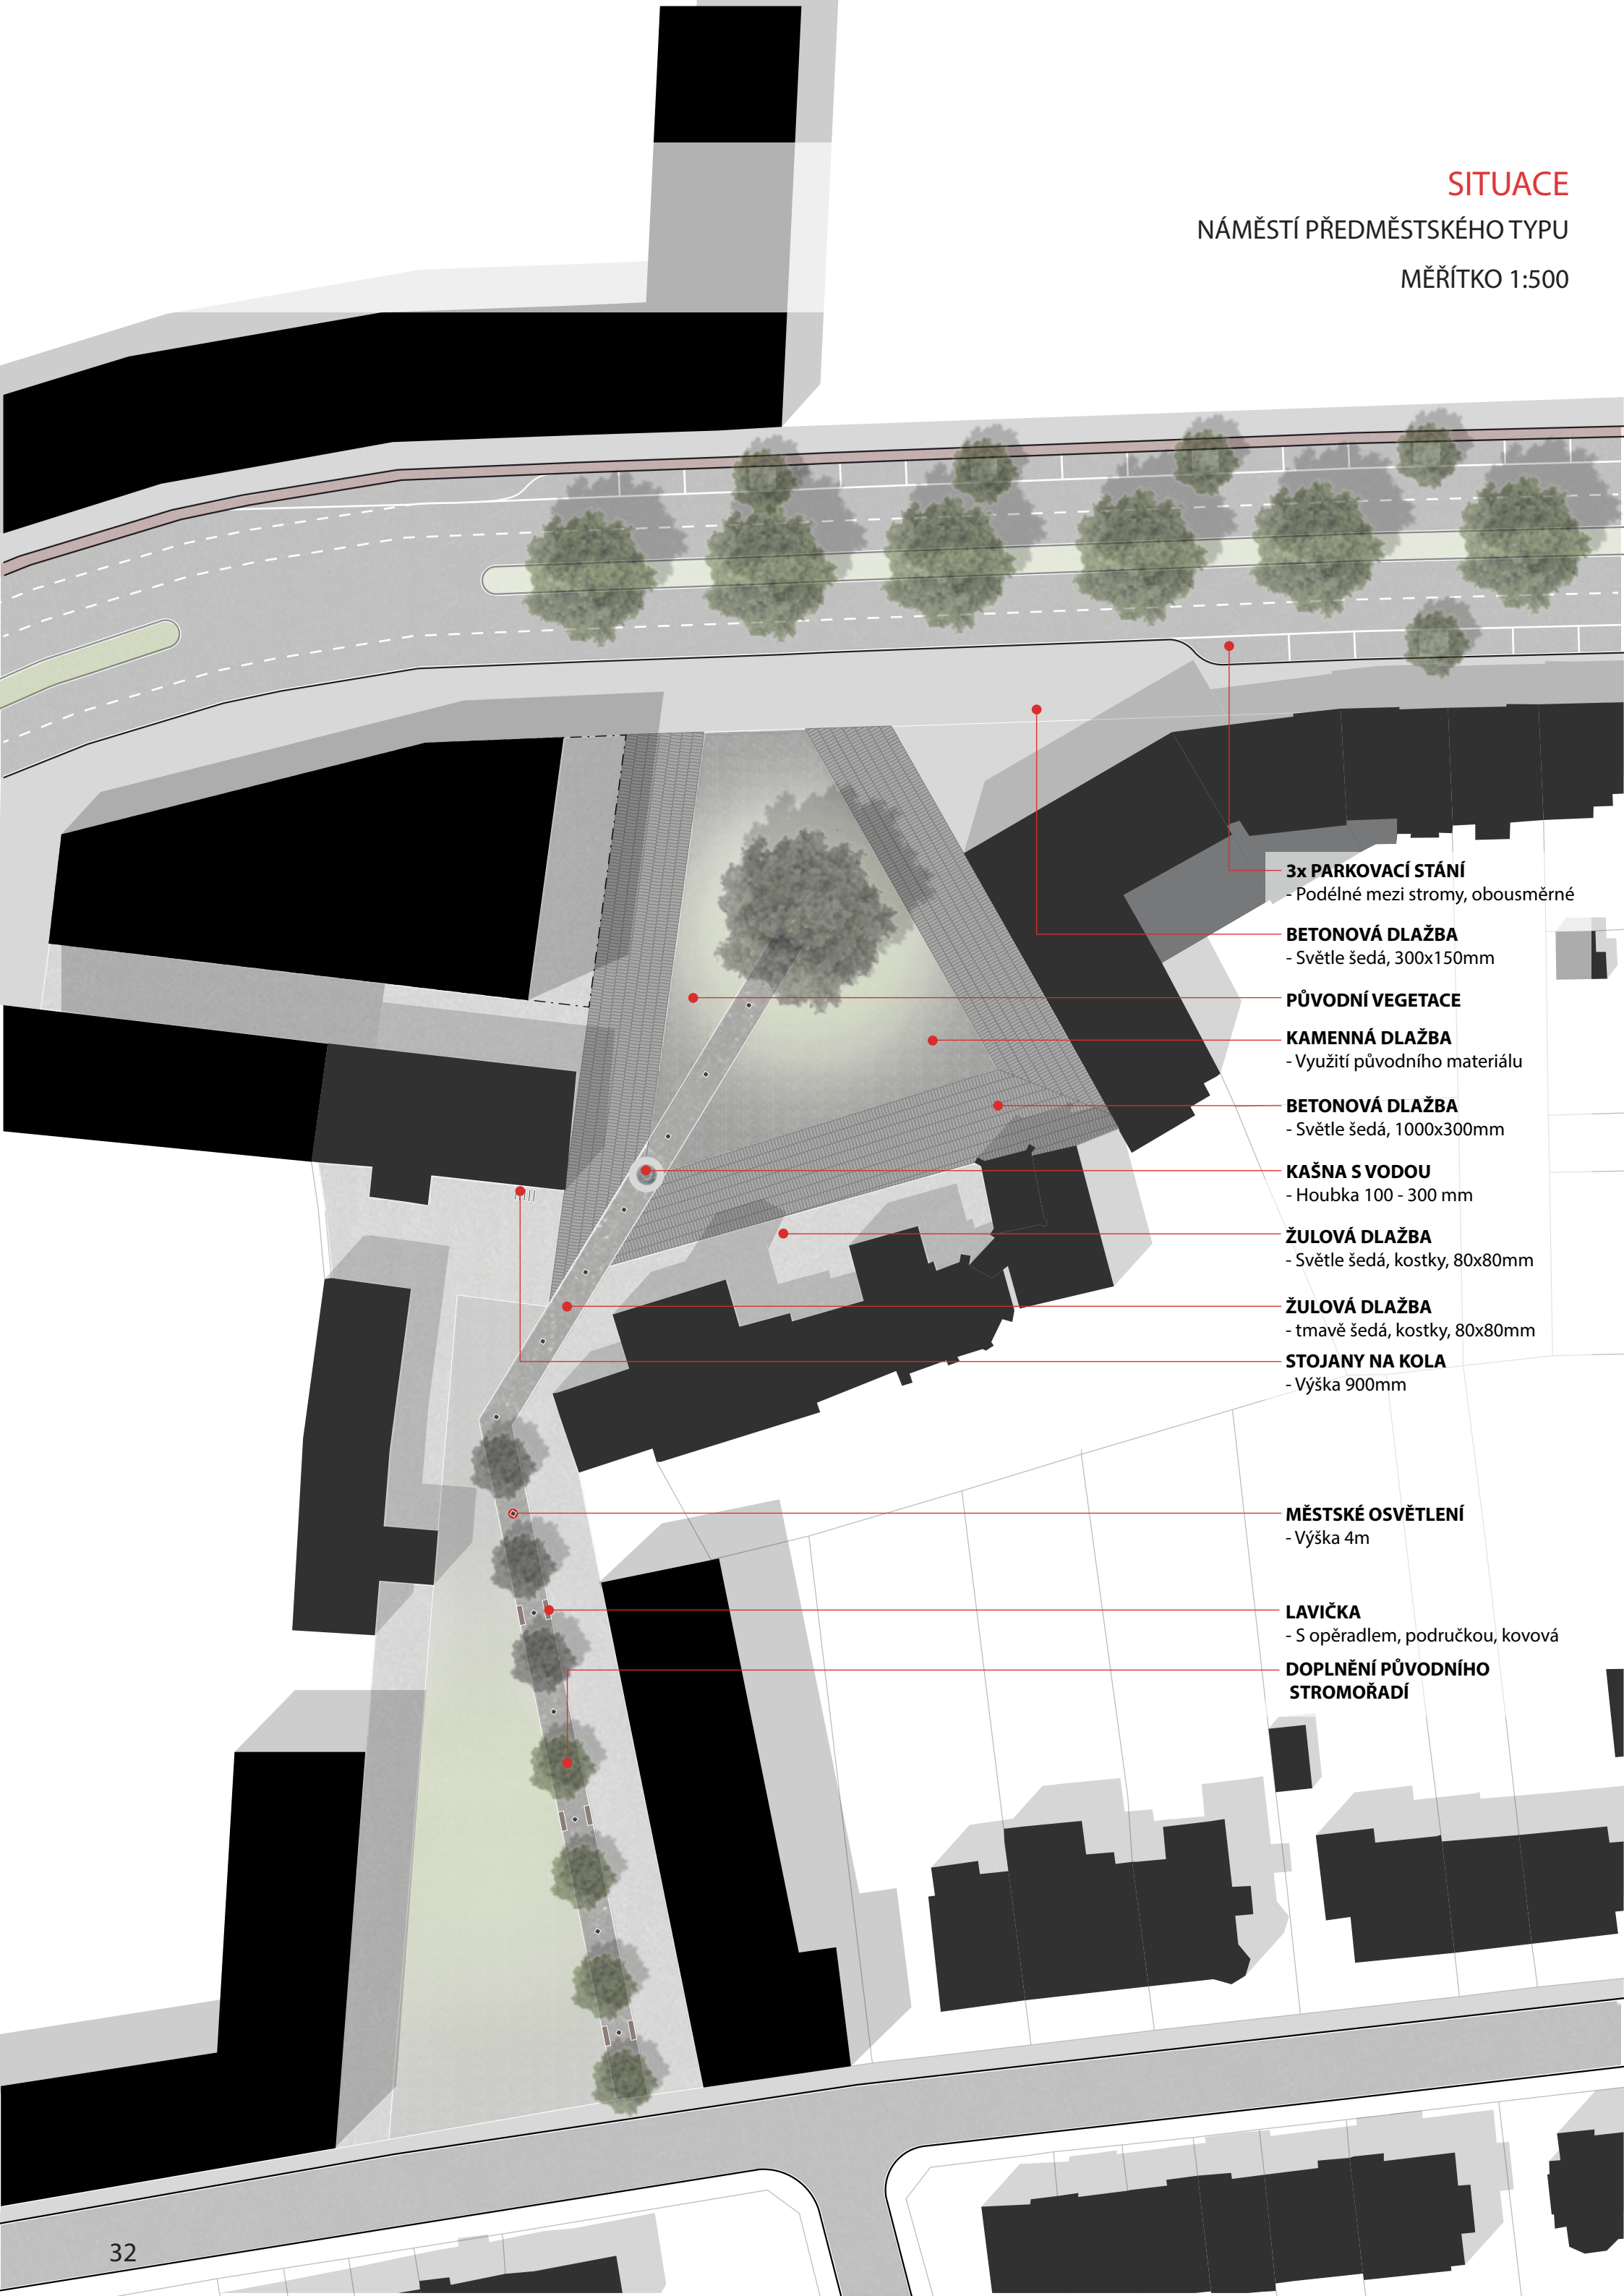 SITUACE
NÁMĚSTÍ PŘEDMĚSTSKÉHO TYPU
MĚŘÍTKO 1:500
3x PARKOVACÍ STÁNÍ
- Podélné mezi stromy, obousměrné
BETONOVÁ DLAŽBA
- Světle šedá, 300x150mm
PŮVODNÍ VEGETACE
KAMENNÁ DLAŽBA
- Využití původního materiálu
BETONOVÁ DLAŽBA
- Světle šedá, 1000x300mm
KAŠNA S VODOU
- Houbka 100 - 300 mm
ŽULOVÁ DLAŽBA
- Světle šedá, kostky, 80x80mm
ŽULOVÁ DLAŽBA
- tmavě šedá, kostky, 80x80mm
STOJANY NA KOLA
- Výška 900mm
MĚSTSKÉ OSVĚTLENÍ
- Výška 4m
LAVIČKA
- S opěradlem, područkou, kovová
DOPLNĚNÍ PŮVODNÍHO
STROMOŘADÍ
32